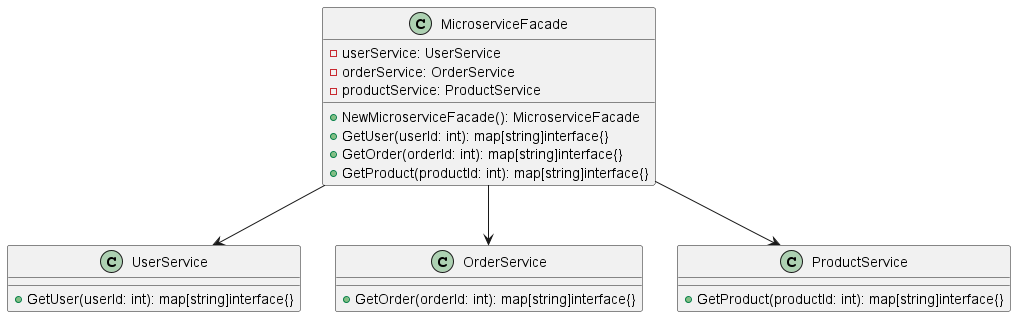 C MicroserviceFacade
userService: UserService
orderService: OrderService
productService: ProductService
NewMicroserviceFacade(): MicroserviceFacade
GetUser(userId: int): map[string]interface{}
GetOrder(orderId: int): map[string]interface{}
GetProduct(productId: int): map[string]interface{}
C UserService
GetUser(userId: int): map[string]interface{}
C OrderService
GetOrder(orderId: int): map[string]interface{}
C ProductService
GetProduct(productId: int): map[string]interface{}